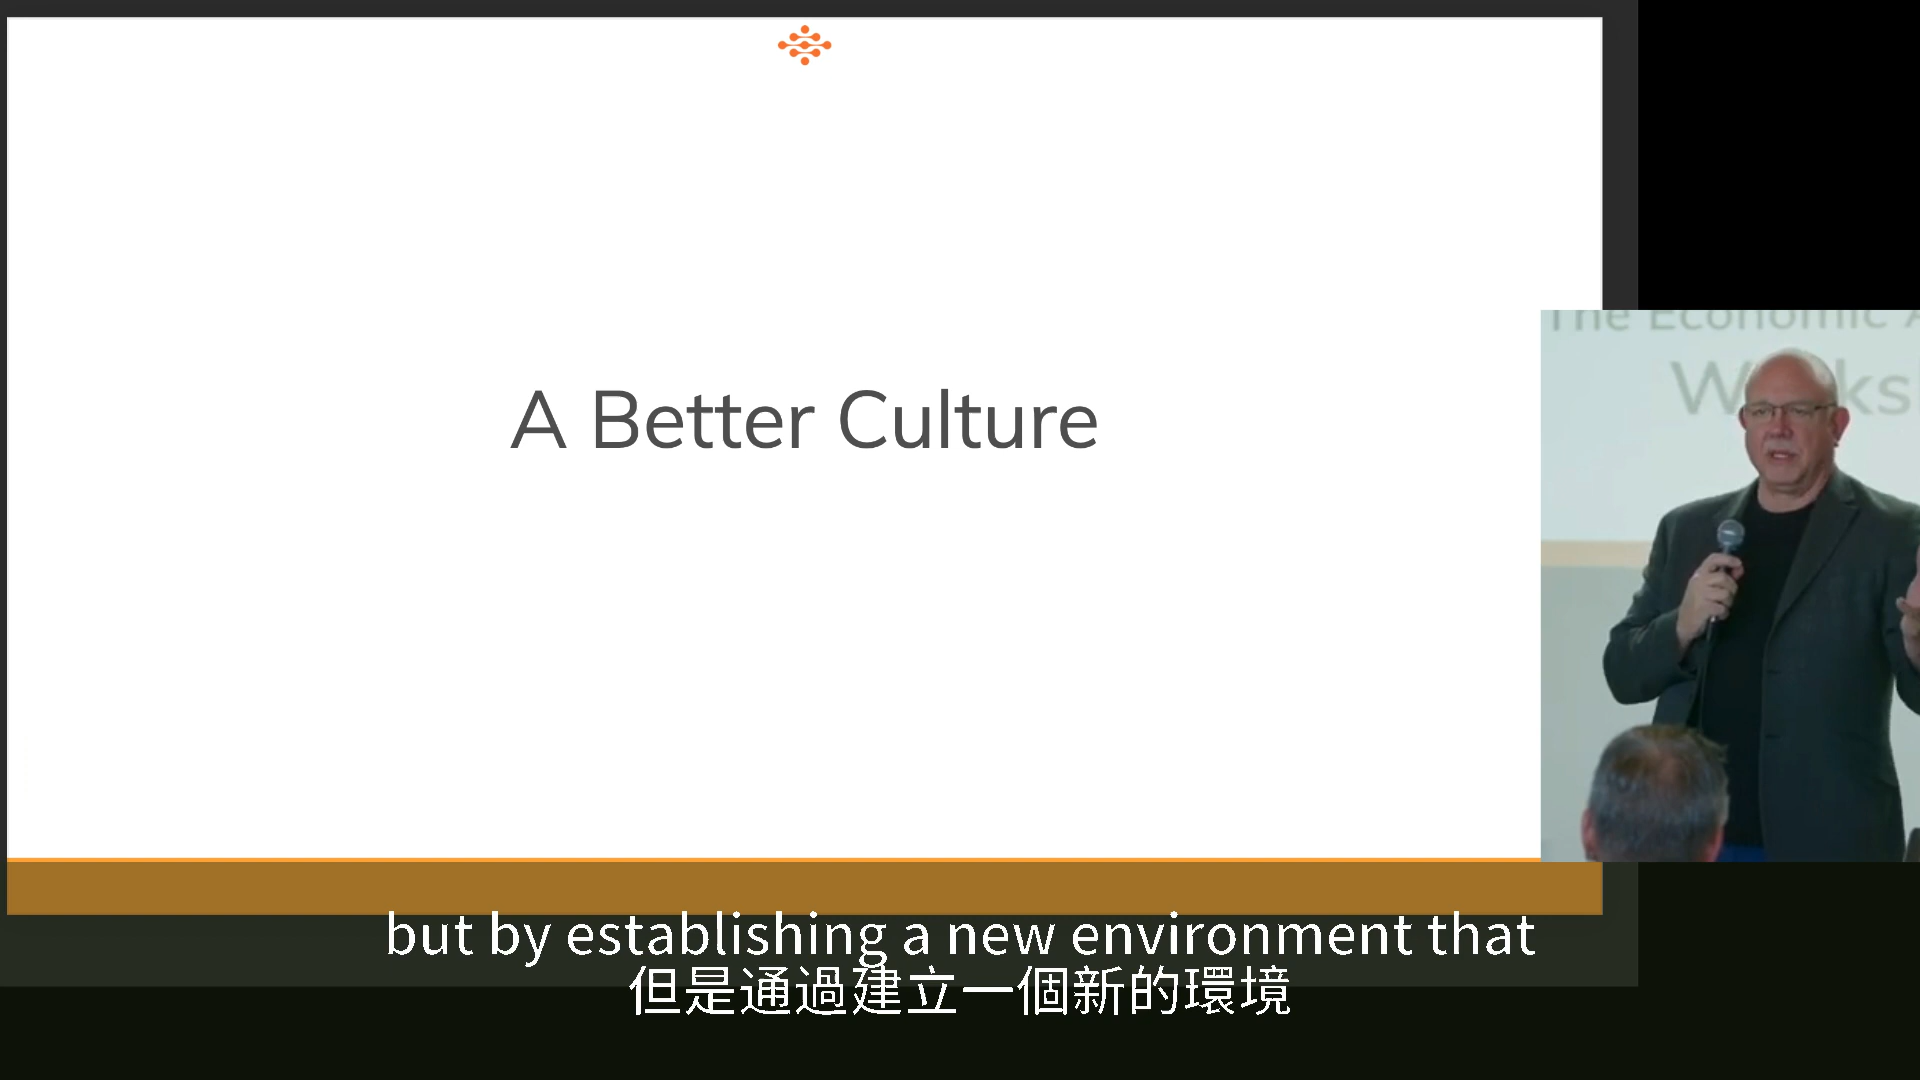 A Better Culture
The Economic
but by establishing a new environment that
但是通過建立一個新的環境